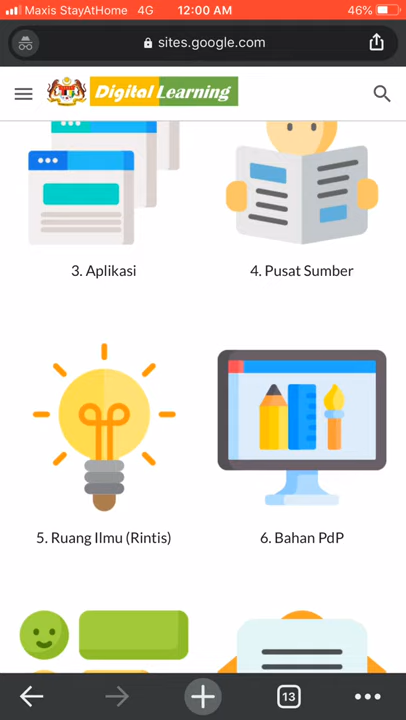 Maxis StayAtHome 4G 12:00 AM 46%
sites.google.com
Digital Learning
3. Aplikasi
4. Pusat Sumber
5. Ruang Ilmu (Rintis)
6. Bahan PdP
13